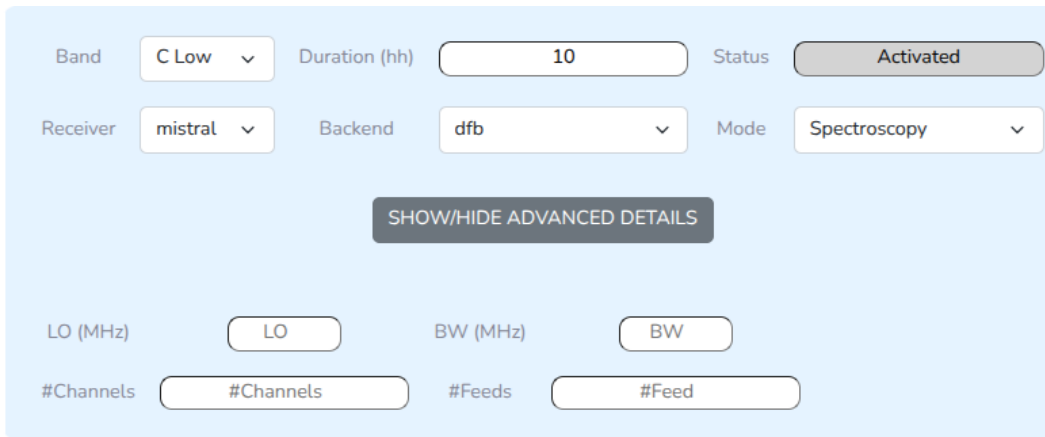 Band C Low Duration (hh) 10 Status Activated
Receiver mistral Backend dfb Mode Spectroscopy
SHOW/HIDE ADVANCED DETAILS
LO (MHz) LO BW (MHz) BW
#Channels #Channels #Feeds #Feed